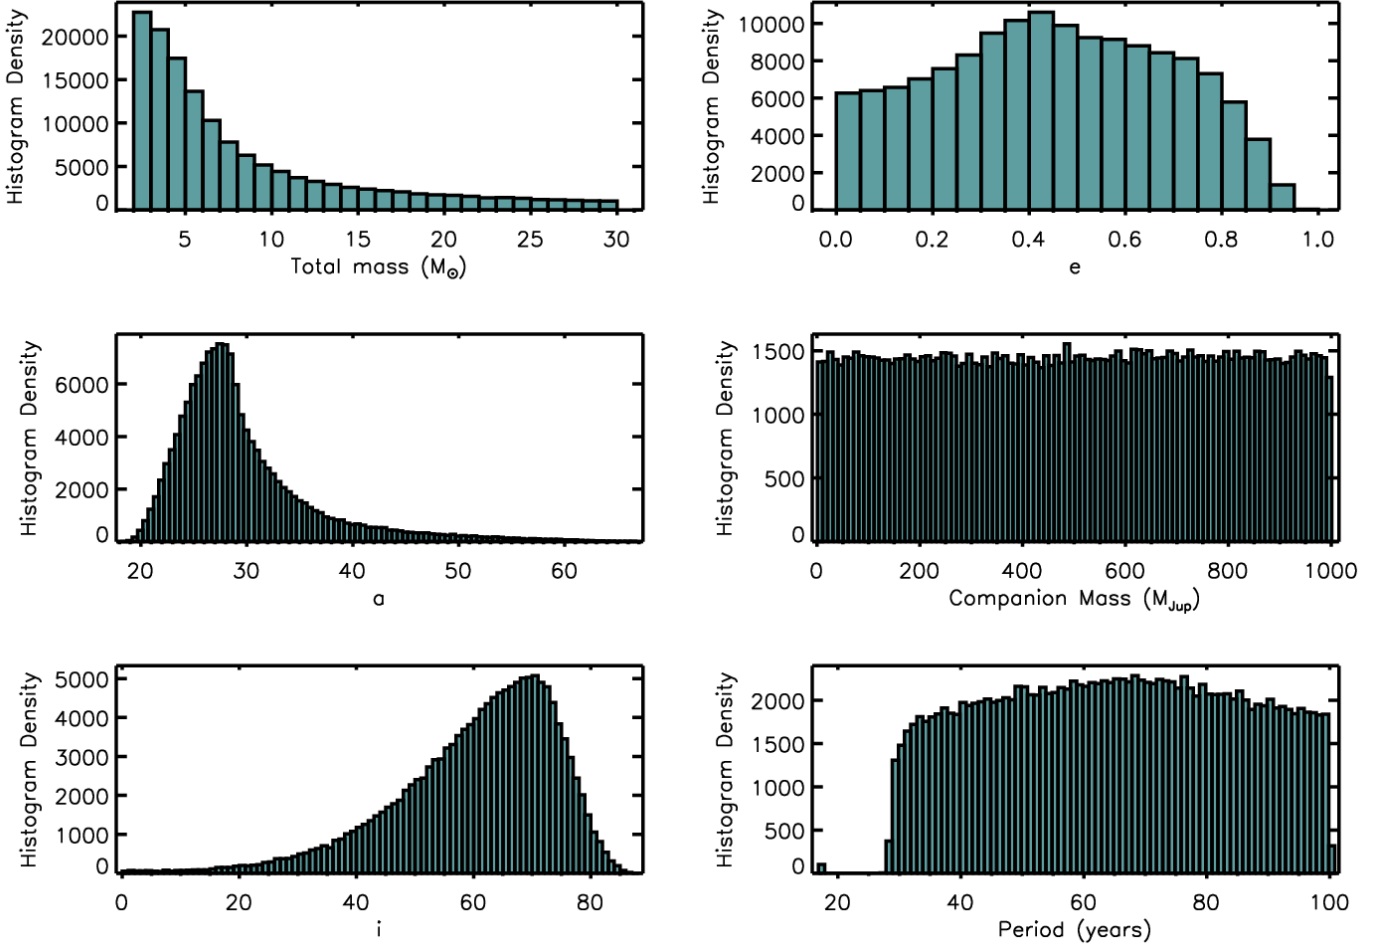 Histogram Density
20000
15000
10000
5000
0
5 10 15 20 25 30
Total mass (M⊙)
Histogram Density
10000
8000
6000
4000
2000
0
0.0 0.2 0.4 0.6 0.8 1.0
e
Histogram Density
6000
4000
2000
0
20 30 40 50 60
a
Histogram Density
1500
1000
500
0
0 200 400 600 800 1000
Companion Mass (MJup)
Histogram Density
5000
4000
3000
2000
1000
0
0 20 40 60 80
i
Histogram Density
2000
1500
1000
500
0
20 40 60 80 100
Period (years)